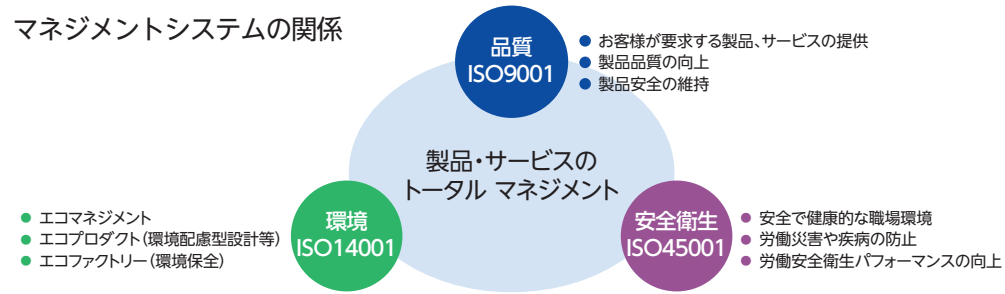 マネジメントシステムの関係
品質
ISO9001
● お客様が要求する製品、サービスの提供
● 製品品質の向上
● 製品安全の維持
製品・サービスの
トータル マネジメント
環境
ISO14001
● エコマネジメント
● エコプロダクト(環境配慮型設計等)
● エコファクトリー(環境保全)
安全衛生
ISO45001
● 安全で健康的な職場環境
● 労働災害や疾病の防止
● 労働安全衛生パフォーマンスの向上